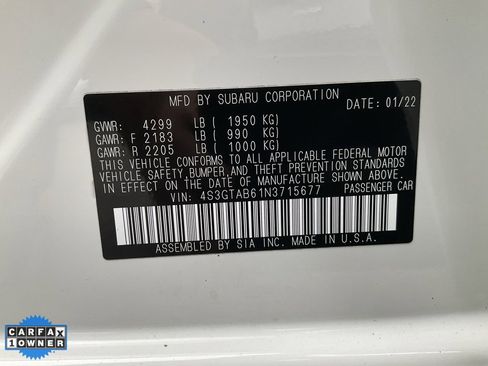 MFD BY SUBARU CORPORATION DATE: 01/22
GVWR: 4299 LB ( 1950 KG)
GAWR: F 2183 LB ( 990 KG)
GAWR: R 2205 LB ( 1000 KG)
THIS VEHICLE CONFORMS TO ALL APPLICABLE FEDERAL MOTOR
VEHICLE SAFETY, BUMPER, AND THEFT PREVENTION STANDARDS
IN EFFECT ON THE DATE OF MANUFACTURE SHOWN ABOVE.
VIN: 4S3GTAB61N3715677 PASSENGER CAR
ASSEMBLED BY SIA INC. MADE IN U.S.A.
CARFAX
1 OWNER